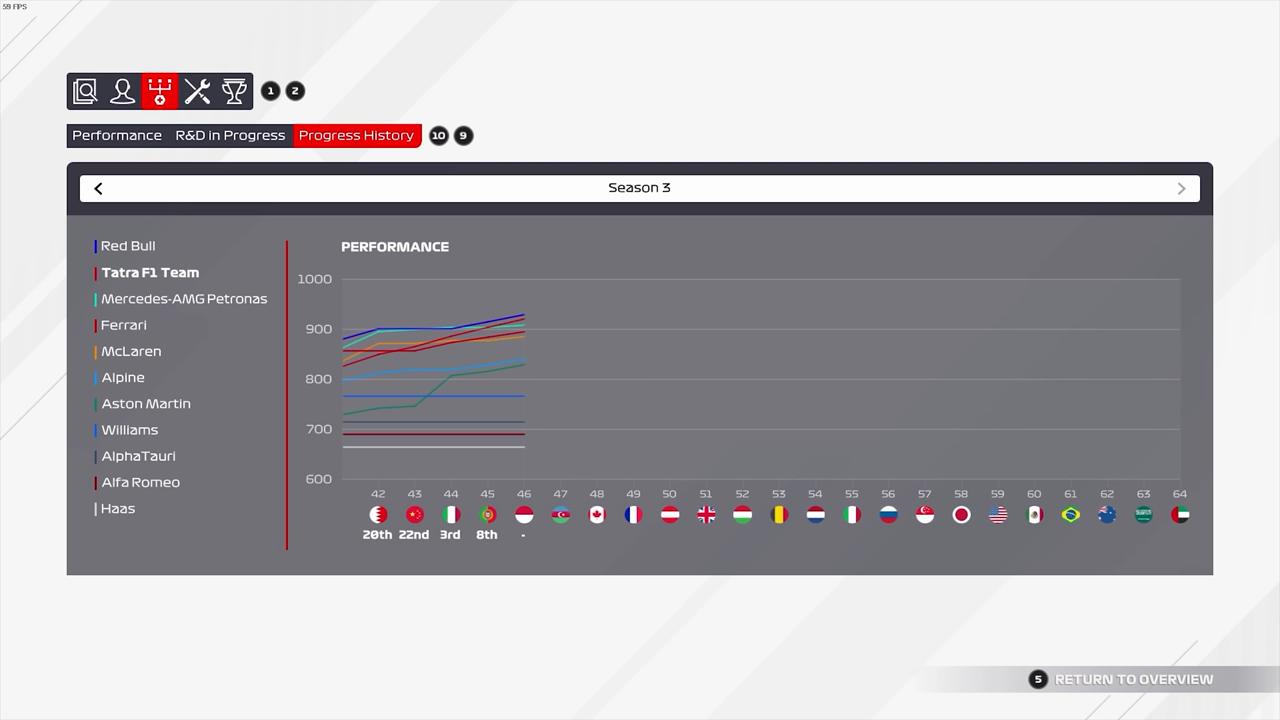 59 FPS
1 2
Performance R&D in Progress Progress History 10 9
Season 3
Red Bull
Tatra F1 Team
Mercedes-AMG Petronas
Ferrari
McLaren
Alpine
Aston Martin
Williams
AlphaTauri
Alfa Romeo
Haas
PERFORMANCE
1000
900
800
700
600
42 43 44 45 46 47 48 49 50 51 52 53 54 55 56 57 58 59 60 61 62 63 64
20th 22nd 3rd 8th -
5 RETURN TO OVERVIEW